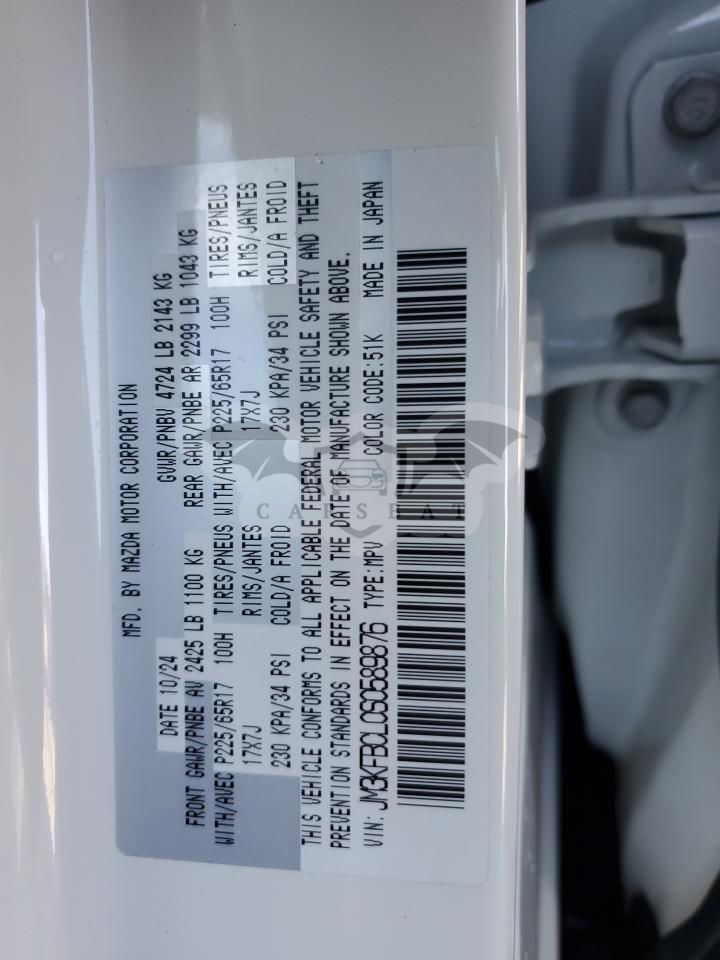 MFD. BY MAZDA MOTOR CORPORATION
DATE 10/24 GVWR/PNBV 4724 LB 2143 KG
FRONT GAWR/PNBE AV 2425 LB 1100 KG REAR GAWR/PNBE AR 2299 LB 1043 KG
WITH/AVEC P225/65R17 100H TIRES/PNEUS WITH/AVEC P225/65R17 100H TIRES/PNEUS
17X7J RIMS/JANTES 17X7J RIMS/JANTES
230 KPA/34 PSI COLD/A FROID 230 KPA/34 PSI COLD/A FROID
THIS VEHICLE CONFORMS TO ALL APPLICABLE FEDERAL MOTOR VEHICLE SAFETY AND THEFT
PREVENTION STANDARDS IN EFFECT ON THE DATE OF MANUFACTURE SHOWN ABOVE.
VIN: JM3KFBCL0S0589876 TYPE:MPV COLOR CODE:51K MADE IN JAPAN
CARSBAT